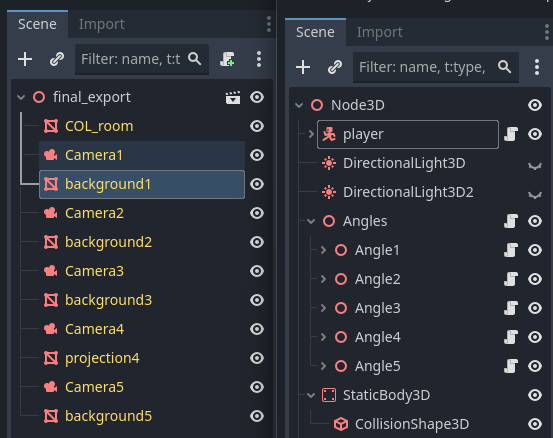 Scene Import
Filter: name, t:t
final_export
COL_room
Camera1
background1
Camera2
background2
Camera3
background3
Camera4
projection4
Camera5
background5
Scene Import
Filter: name, t:type,
Node3D
player
DirectionalLight3D
DirectionalLight3D2
Angles
Angle1
Angle2
Angle3
Angle4
Angle5
StaticBody3D
CollisionShape3D